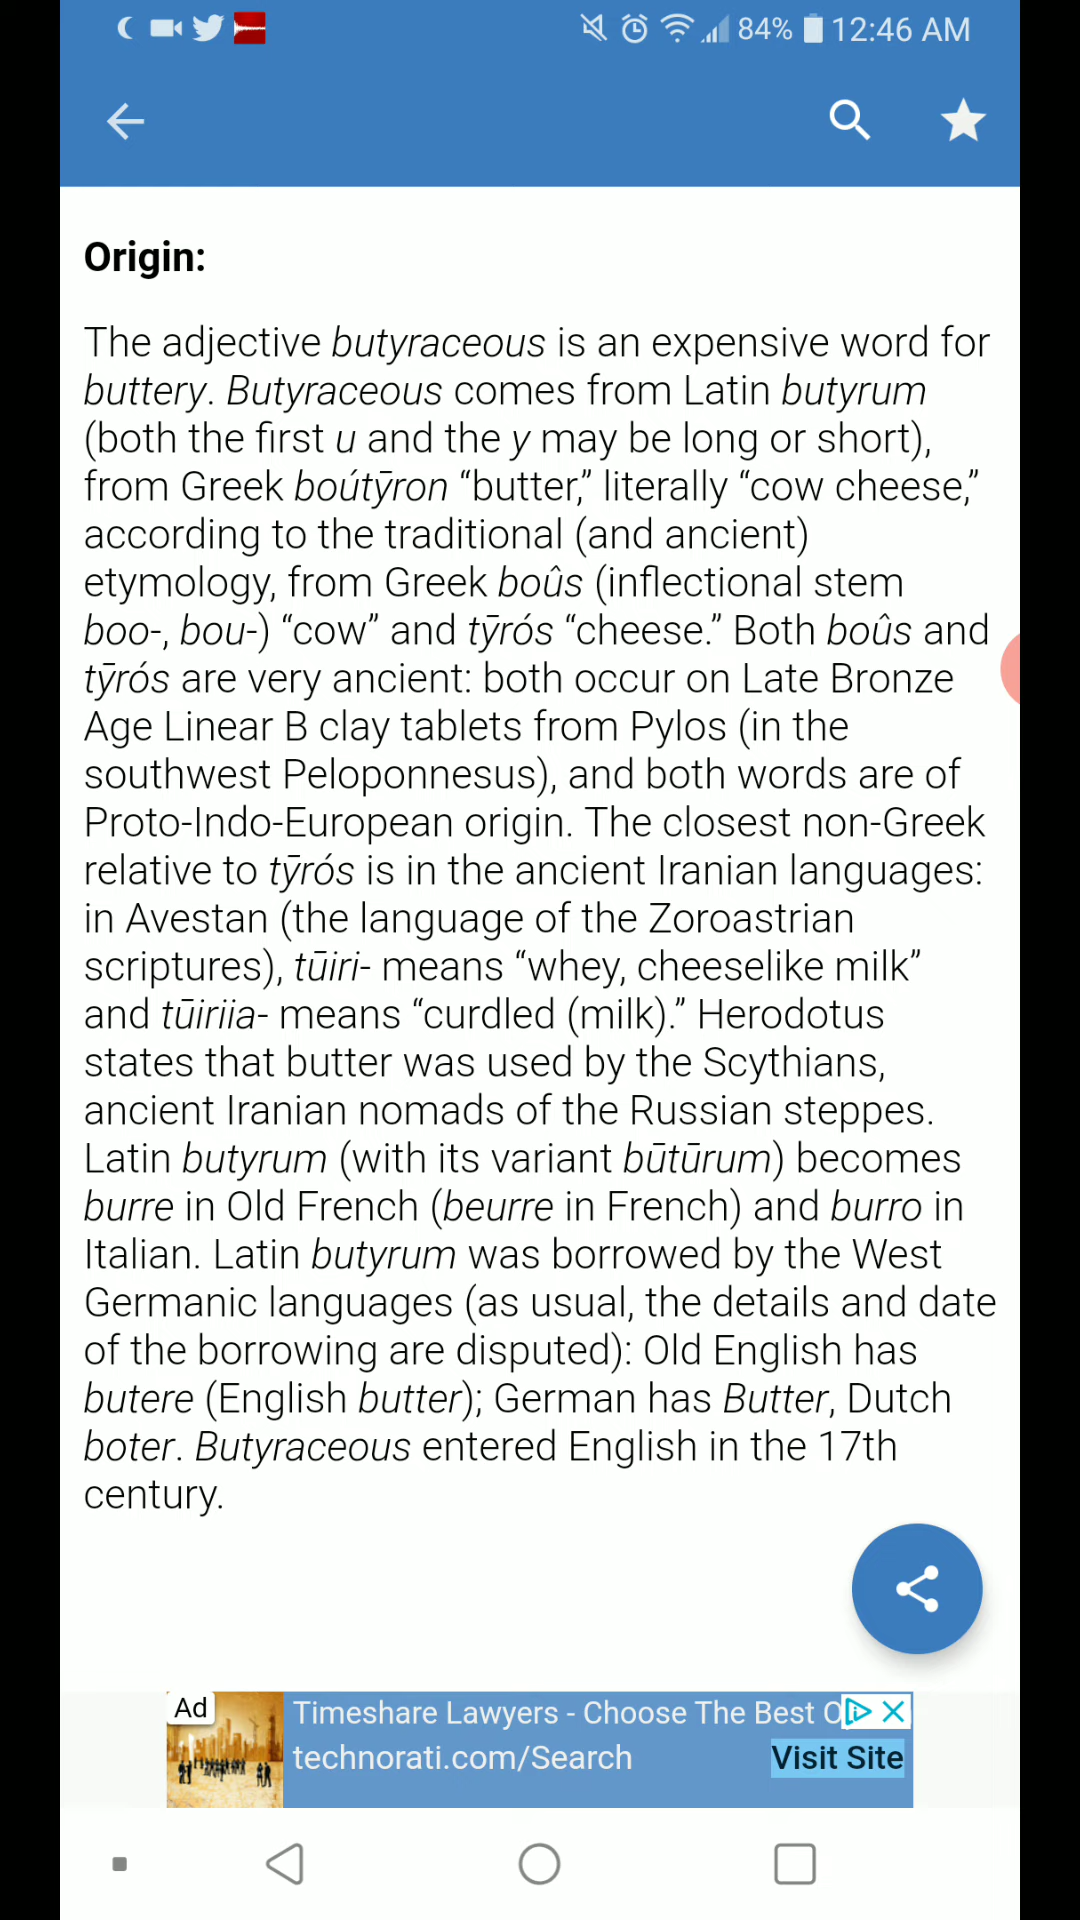 84% 12:46 AM
Origin:
The adjective butyraceous is an expensive word for
buttery. Butyraceous comes from Latin butyrum
(both the first u and the y may be long or short),
from Greek boútȳron “butter,” literally “cow cheese,”
according to the traditional (and ancient)
etymology, from Greek boûs (inflectional stem
boo-, bou-) “cow” and tȳrós “cheese.” Both boûs and
tȳrós are very ancient: both occur on Late Bronze
Age Linear B clay tablets from Pylos (in the
southwest Peloponnesus), and both words are of
Proto-Indo-European origin. The closest non-Greek
relative to tȳrós is in the ancient Iranian languages:
in Avestan (the language of the Zoroastrian
scriptures), tūiri- means “whey, cheeselike milk”
and tūiriia- means “curdled (milk).” Herodotus
states that butter was used by the Scythians,
ancient Iranian nomads of the Russian steppes.
Latin butyrum (with its variant būtūrum) becomes
burre in Old French (beurre in French) and burro in
Italian. Latin butyrum was borrowed by the West
Germanic languages (as usual, the details and date
of the borrowing are disputed): Old English has
butere (English butter); German has Butter, Dutch
boter. Butyraceous entered English in the 17th
century.
Ad
Timeshare Lawyers - Choose The Best
technorati.com/Search
Visit Site